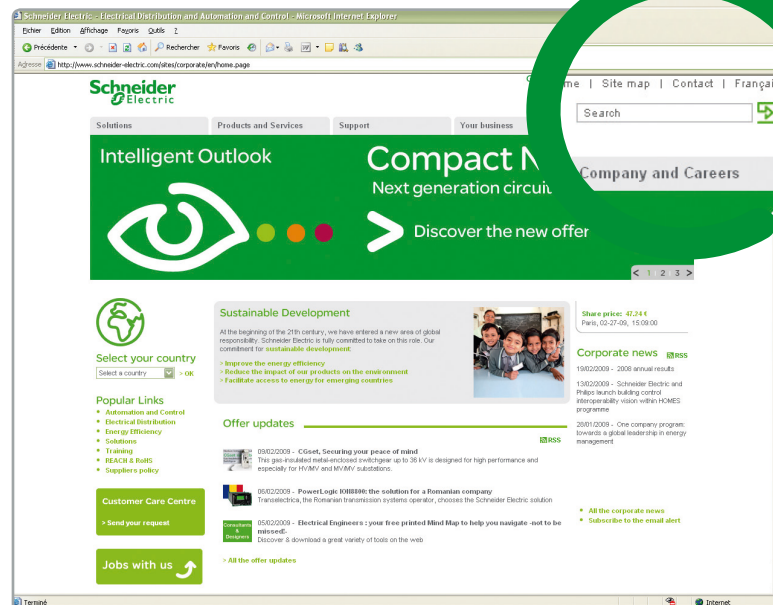 Schneider Electric - Electrical Distribution and Automation and Control - Microsoft Internet Explorer
Fichier Edition Affichage Favoris Outils ?
Précédente Rechercher Favoris
Adresse http://www.schneider-electric.com/sites/corporate/en/home.page
me | Site map | Contact | Françai
Schneider
Electric
Search
Solutions Products and Services Support Your business Company and Careers
Intelligent Outlook
Compact N
Next generation circui
> Discover the new offer
< 1 | 2 | 3 >
Select your country
Select a country > OK
Popular Links
• Automation and Control
• Electrical Distribution
• Energy Efficiency
• Solutions
• Training
• REACH & RoHS
• Suppliers policy
Customer Care Centre
> Send your request
Jobs with us
Sustainable Development
At the beginning of the 21th century, we have entered a new area of global
responsibility. Schneider Electric is fully committed to take on this role. Our
commitment for sustainable development:
> Improve the energy efficiency
> Reduce the impact of our products on the environment
> Facilitate access to energy for emerging countries
Offer updates
RSS
09/02/2009 - CGset, Securing your peace of mind
This gas-insulated metal-enclosed switchgear up to 36 kV is designed for high performance and
especially for HV/MV and MV/MV substations.
06/02/2009 - PowerLogic ION8800: the solution for a Romanian company
Transelectrica, the Romanian transmission systems operator, chooses the Schneider Electric solution
Consultants
&
Designers
05/02/2009 - Electrical Engineers : your free printed Mind Map to help you navigate -not to be
missed!-
Discover & download a great variety of tools on the web
> All the offer updates
Share price: 47.24 €
Paris, 02-27-09, 15:09:00
Corporate news RSS
19/02/2009 - 2008 annual results
13/02/2009 - Schneider Electric and
Philips launch building control
interoperability vision within HOMES
programme
28/01/2009 - One company program:
towards a global leadership in energy
management
• All the corporate news
• Subscribe to the email alert
Terminé Internet